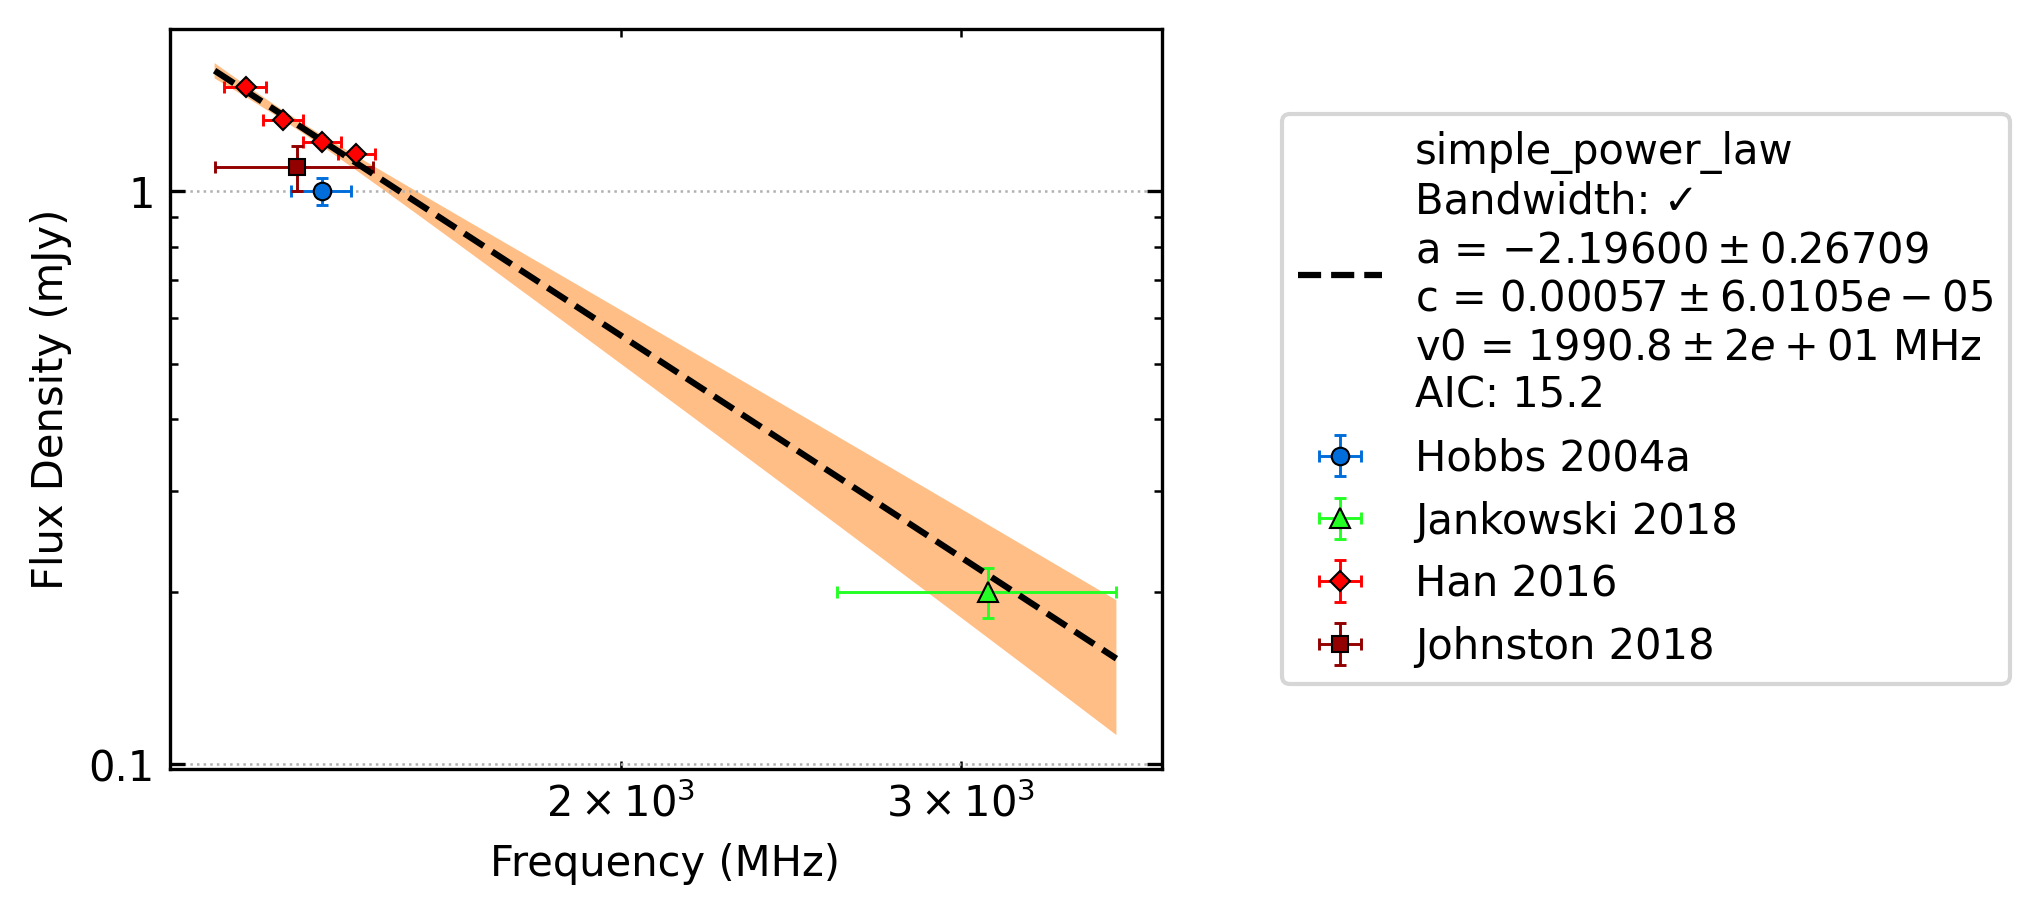 Flux Density (mJy)
1
0.1
2 × 10³
3 × 10³
Frequency (MHz)
simple_power_law
Bandwidth: ✓
a = −2.19600 ± 0.26709
c = 0.00057 ± 6.0105e − 05
v0 = 1990.8 ± 2e + 01 MHz
AIC: 15.2
Hobbs 2004a
Jankowski 2018
Han 2016
Johnston 2018